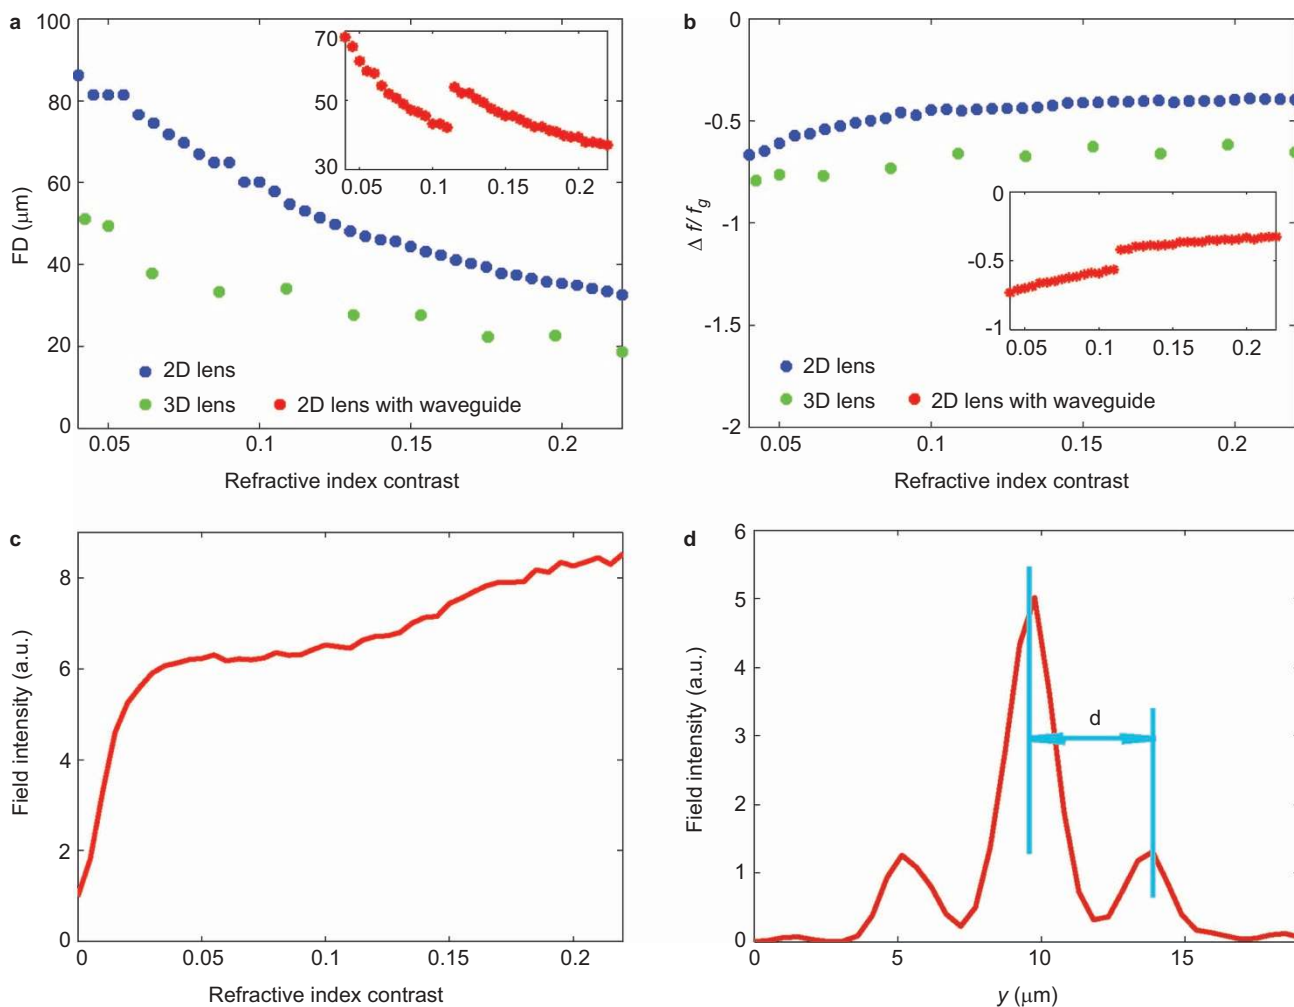 a
100
80
60
40
20
0
FD (μm)
70
50
30
0.05 0.1 0.15 0.2
2D lens
3D lens 2D lens with waveguide
0.05 0.1 0.15 0.2
Refractive index contrast
b
0
-0.5
-1
-1.5
-2
Δ f/ fg
0
-0.5
-1
0.05 0.1 0.15 0.2
2D lens
3D lens 2D lens with waveguide
0.05 0.1 0.15 0.2
Refractive index contrast
c
8
6
4
2
0
Field intensity (a.u.)
0 0.05 0.1 0.15 0.2
Refractive index contrast
d
6
5
4
3
2
1
0
Field intensity (a.u.)
d
0 5 10 15
y (μm)